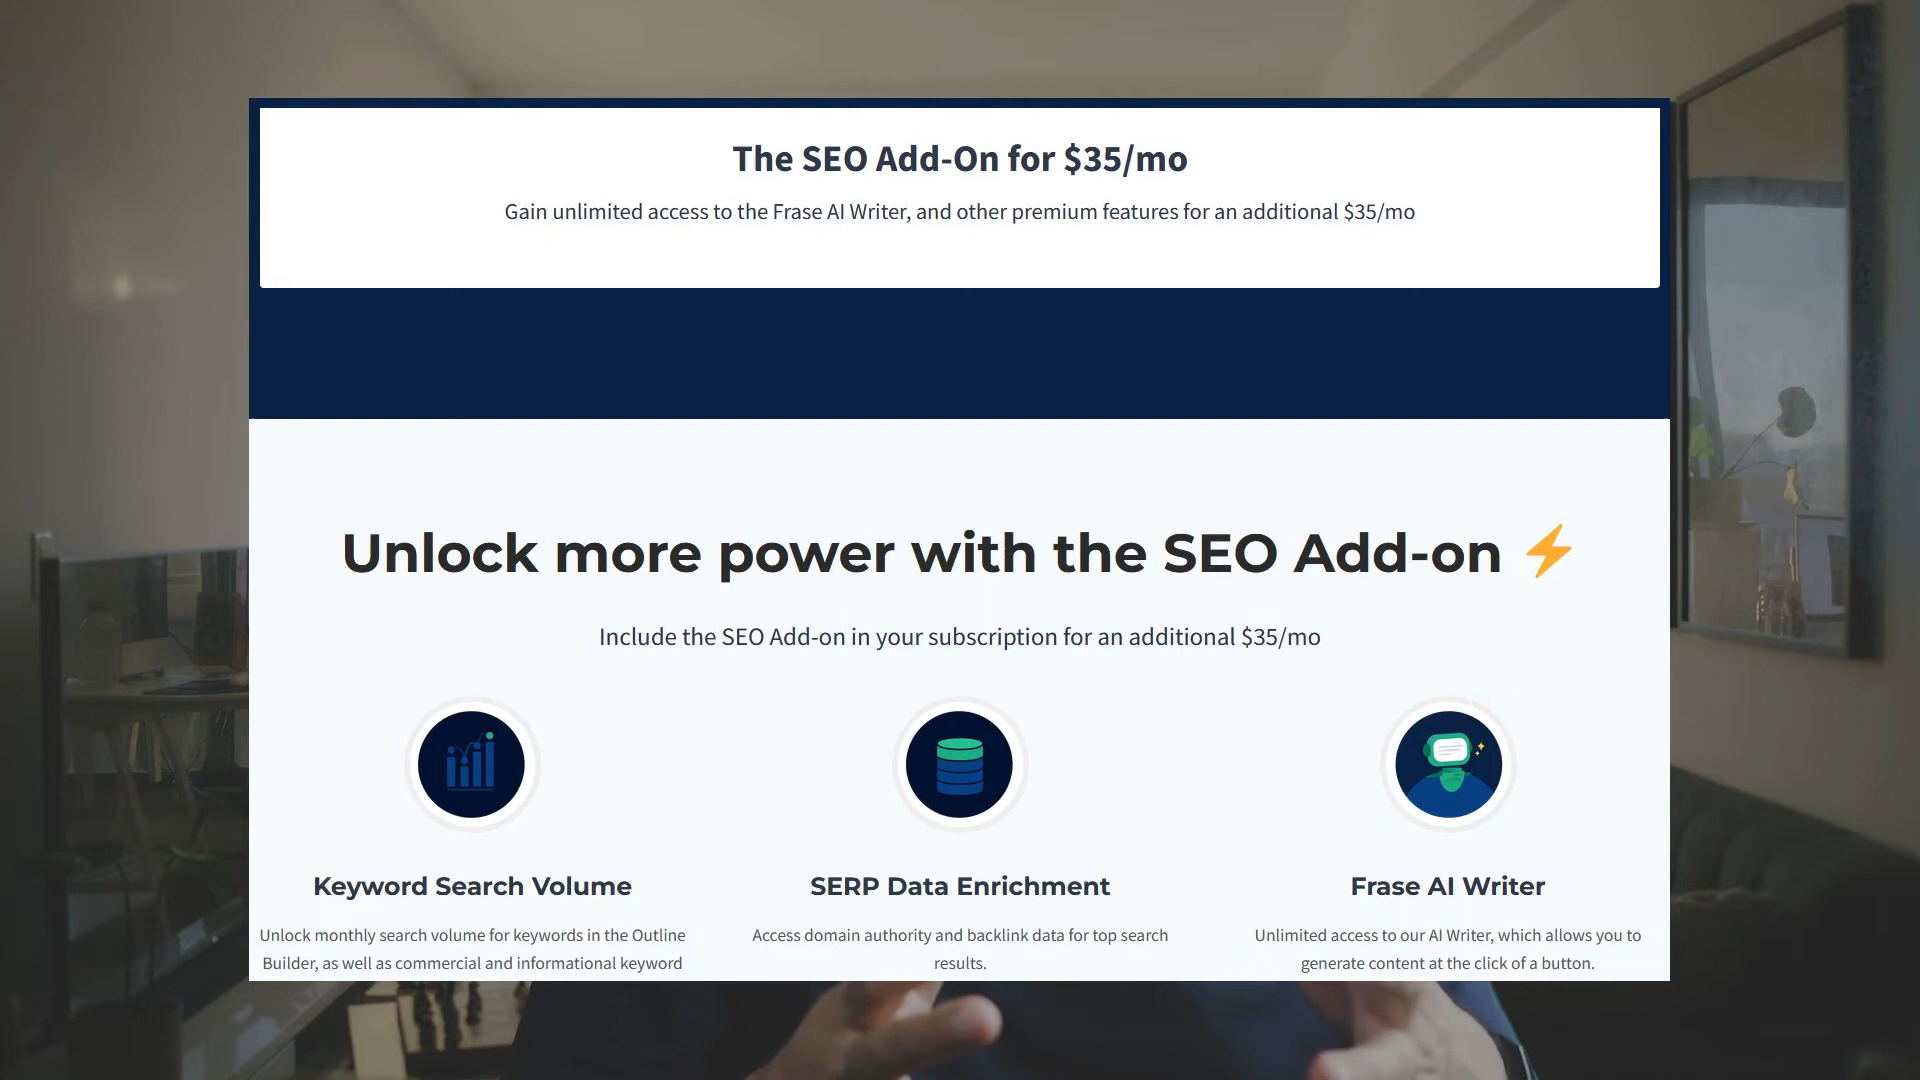 The SEO Add-On for $35/mo
Gain unlimited access to the Frase AI Writer, and other premium features for an additional $35/mo
Unlock more power with the SEO Add-on ⚡
Include the SEO Add-on in your subscription for an additional $35/mo
Keyword Search Volume
Unlock monthly search volume for keywords in the Outline
Builder, as well as commercial and informational keyword
SERP Data Enrichment
Access domain authority and backlink data for top search
results.
Frase AI Writer
Unlimited access to our AI Writer, which allows you to
generate content at the click of a button.